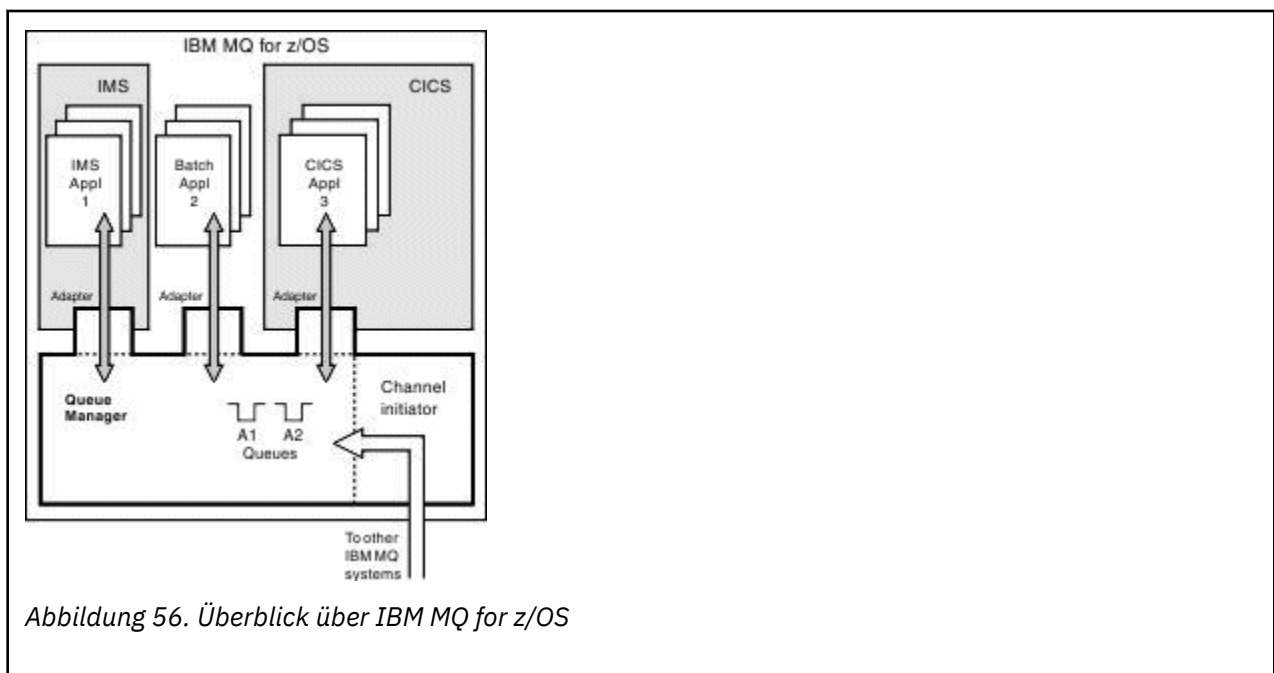 IBM MQ for z/OS
IMS
CICS
IMS
Appl
1
Batch
Appl
2
CICS
Appl
3
Adapter
Adapter
Adapter
Queue
Manager
Channel
initiator
A1 A2
Queues
To other
IBM MQ
systems
Abbildung 56. Überblick über IBM MQ for z/OS